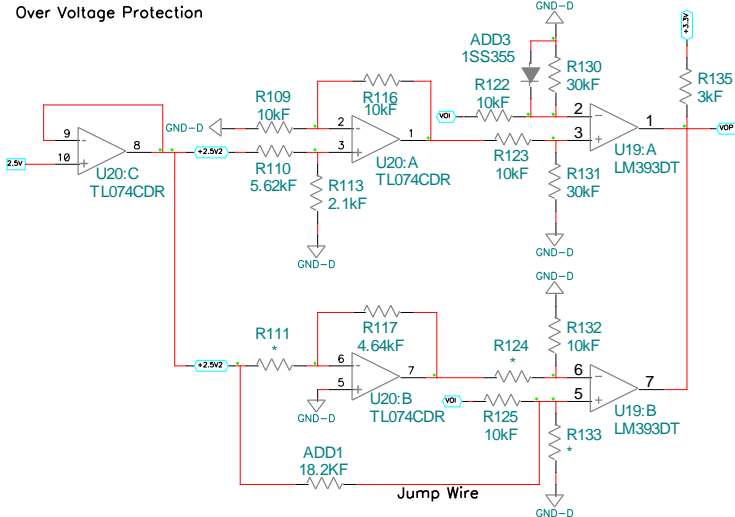 Over Voltage Protection
GND-D
ADD3
1SS355
R130
30kF
+3.3V
R135
3kF
R109
10kF
R116
10kF
R122
10kF
VOI
GND-D
2
3
1
U20:A
TL074CDR
2
3
1
U19:A
LM393DT
VOP
9
10
8
2.5V
U20:C
TL074CDR
+2.5V2
R110
5.62kF
R113
2.1kF
R123
10kF
R131
30kF
GND-D
GND-D
GND-D
R111
*
R117
4.64kF
R124
*
R132
10kF
+2.5V2
6
5
7
U20:B
TL074CDR
GND-D
VOI
R125
10kF
6
5
7
U19:B
LM393DT
R133
*
ADD1
18.2KF
Jump Wire
GND-D